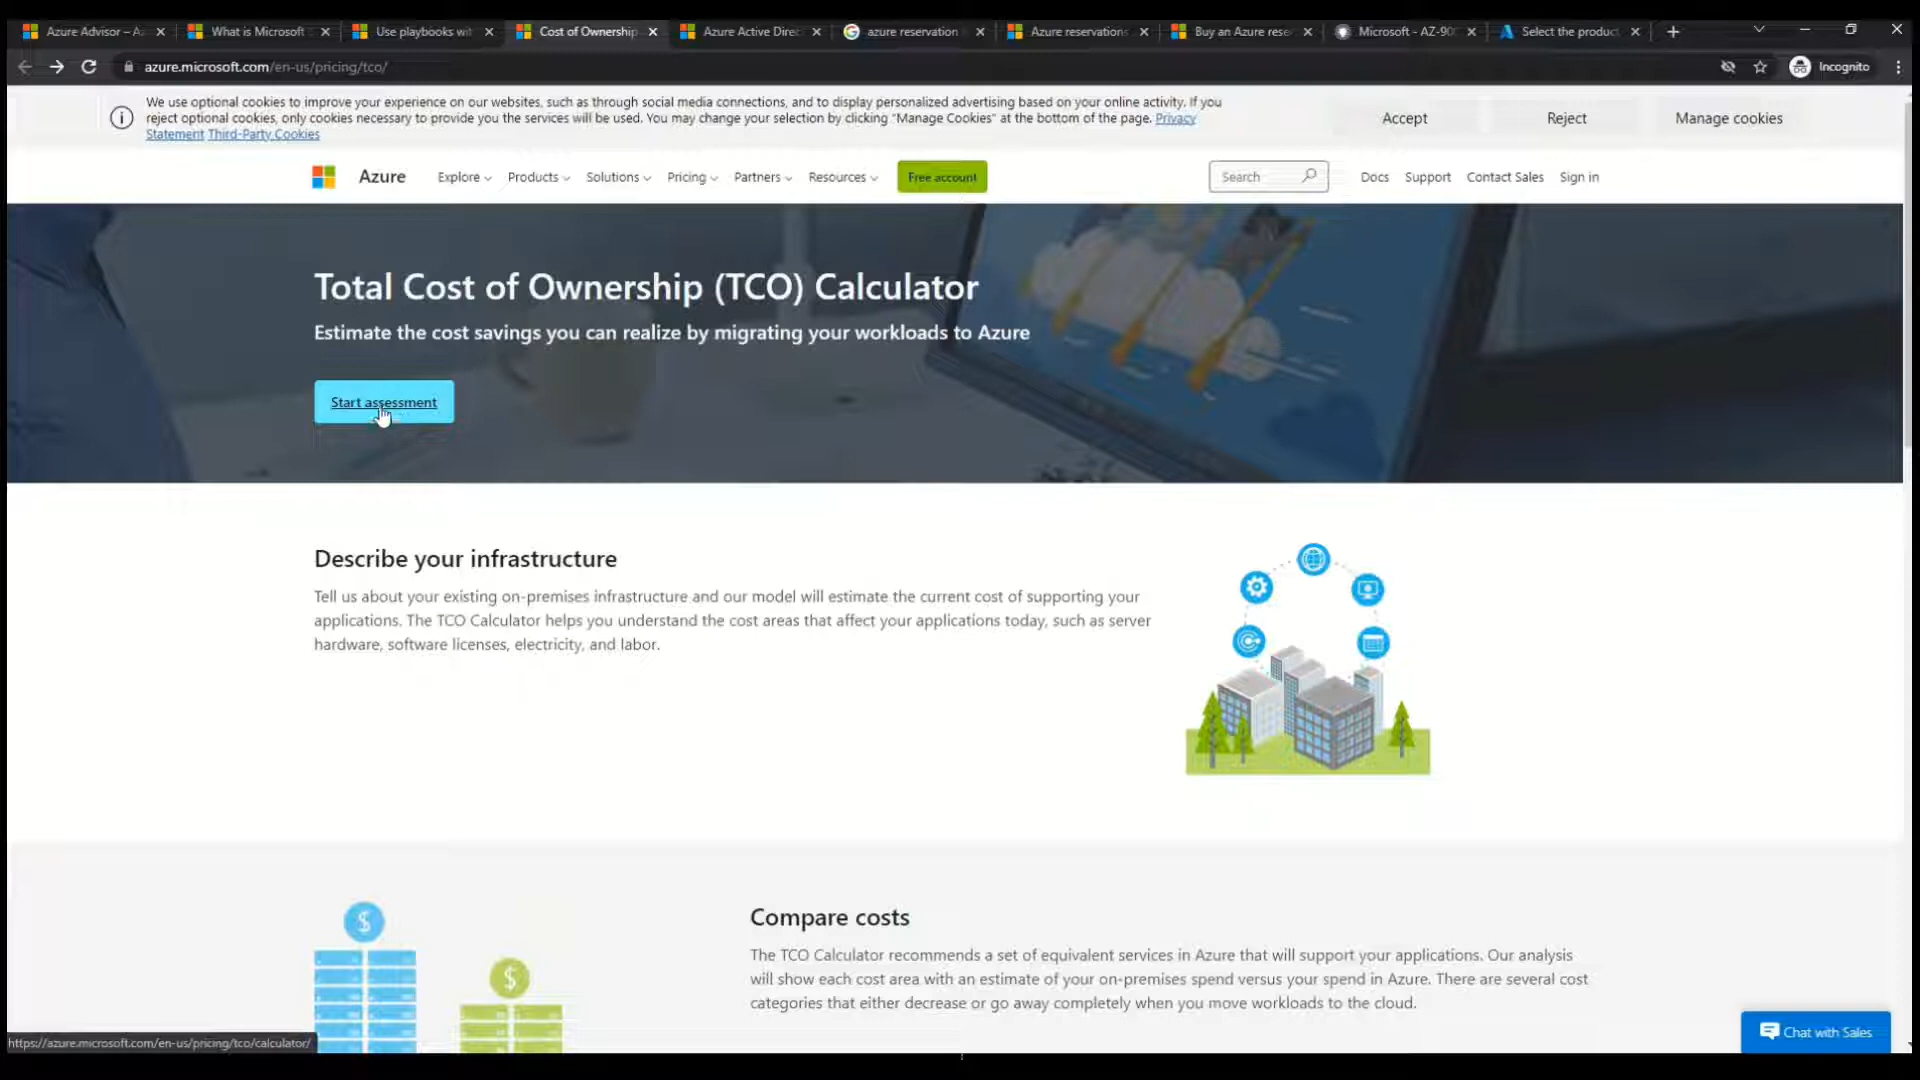 Azure Advisor – A
What is Microsoft
Use playbooks wit
Cost of Ownership
Azure Active Direc
azure reservation
Azure reservations
Buy an Azure rese
Microsoft - AZ-90
Select the product
azure.microsoft.com/en-us/pricing/tco/
Incognito
We use optional cookies to improve your experience on our websites, such as through social media connections, and to display personalized advertising based on your online activity. If you
reject optional cookies, only cookies necessary to provide you the services will be used. You may change your selection by clicking “Manage Cookies” at the bottom of the page. Privacy
Statement Third-Party Cookies
Accept
Reject
Manage cookies
Azure
Explore
Products
Solutions
Pricing
Partners
Resources
Free account
Search
Docs
Support
Contact Sales
Sign in
Total Cost of Ownership (TCO) Calculator
Estimate the cost savings you can realize by migrating your workloads to Azure
Start assessment
Describe your infrastructure
Tell us about your existing on-premises infrastructure and our model will estimate the current cost of supporting your
applications. The TCO Calculator helps you understand the cost areas that affect your applications today, such as server
hardware, software licenses, electricity, and labor.
$
$
Compare costs
The TCO Calculator recommends a set of equivalent services in Azure that will support your applications. Our analysis
will show each cost area with an estimate of your on-premises spend versus your spend in Azure. There are several cost
categories that either decrease or go away completely when you move workloads to the cloud.
Chat with Sales
https://azure.microsoft.com/en-us/pricing/tco/calculator/